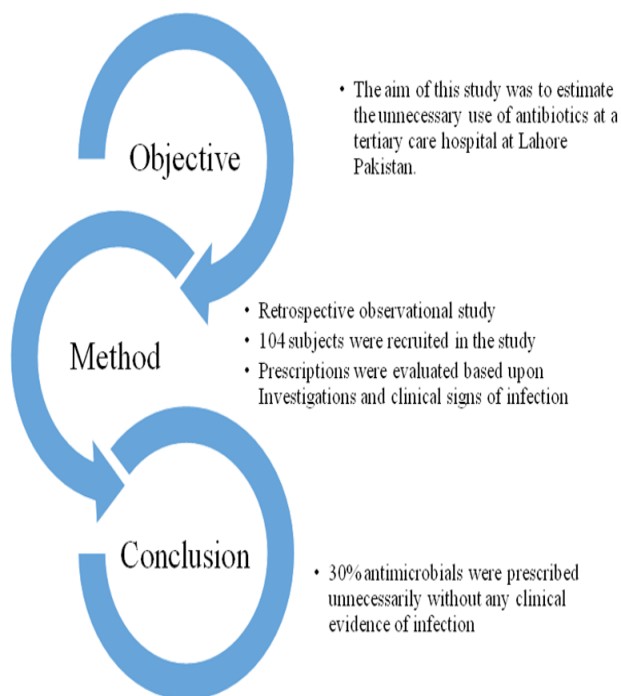 Objective
• The aim of this study was to estimate
the unnecessary use of antibiotics at a
tertiary care hospital at Lahore
Pakistan.
Method
• Retrospective observational study
• 104 subjects were recruited in the study
• Prescriptions were evaluated based upon
Investigations and clinical signs of infection
Conclusion
• 30% antimicrobials were prescribed
unnecessarily without any clinical
evidence of infection